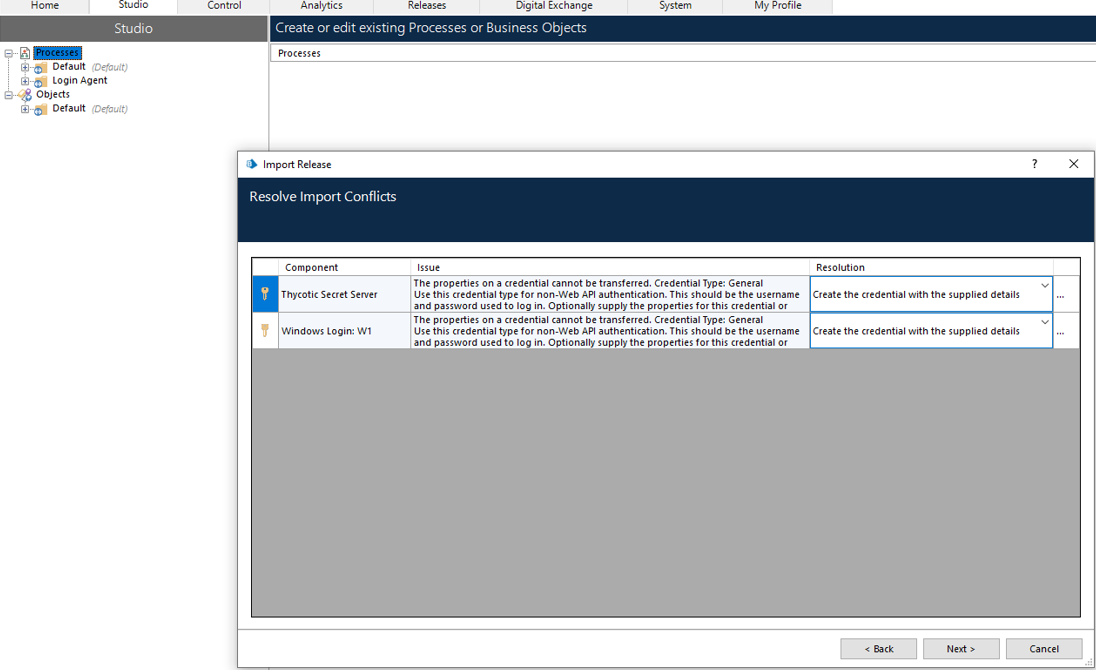 Home Studio Control Analytics Releases Digital Exchange System My Profile
Studio
Create or edit existing Processes or Business Objects
Processes
Default (Default)
Login Agent
Objects
Default (Default)
Processes
Import Release ?
Resolve Import Conflicts
Component Issue Resolution
Thycotic Secret Server
The properties on a credential cannot be transferred. Credential Type: General
Use this credential type for non-Web API authentication. This should be the username
and password used to log in. Optionally supply the properties for this credential or
Create the credential with the supplied details
...
Windows Login: W1
The properties on a credential cannot be transferred. Credential Type: General
Use this credential type for non-Web API authentication. This should be the username
and password used to log in. Optionally supply the properties for this credential or
Create the credential with the supplied details
...
< Back Next > Cancel